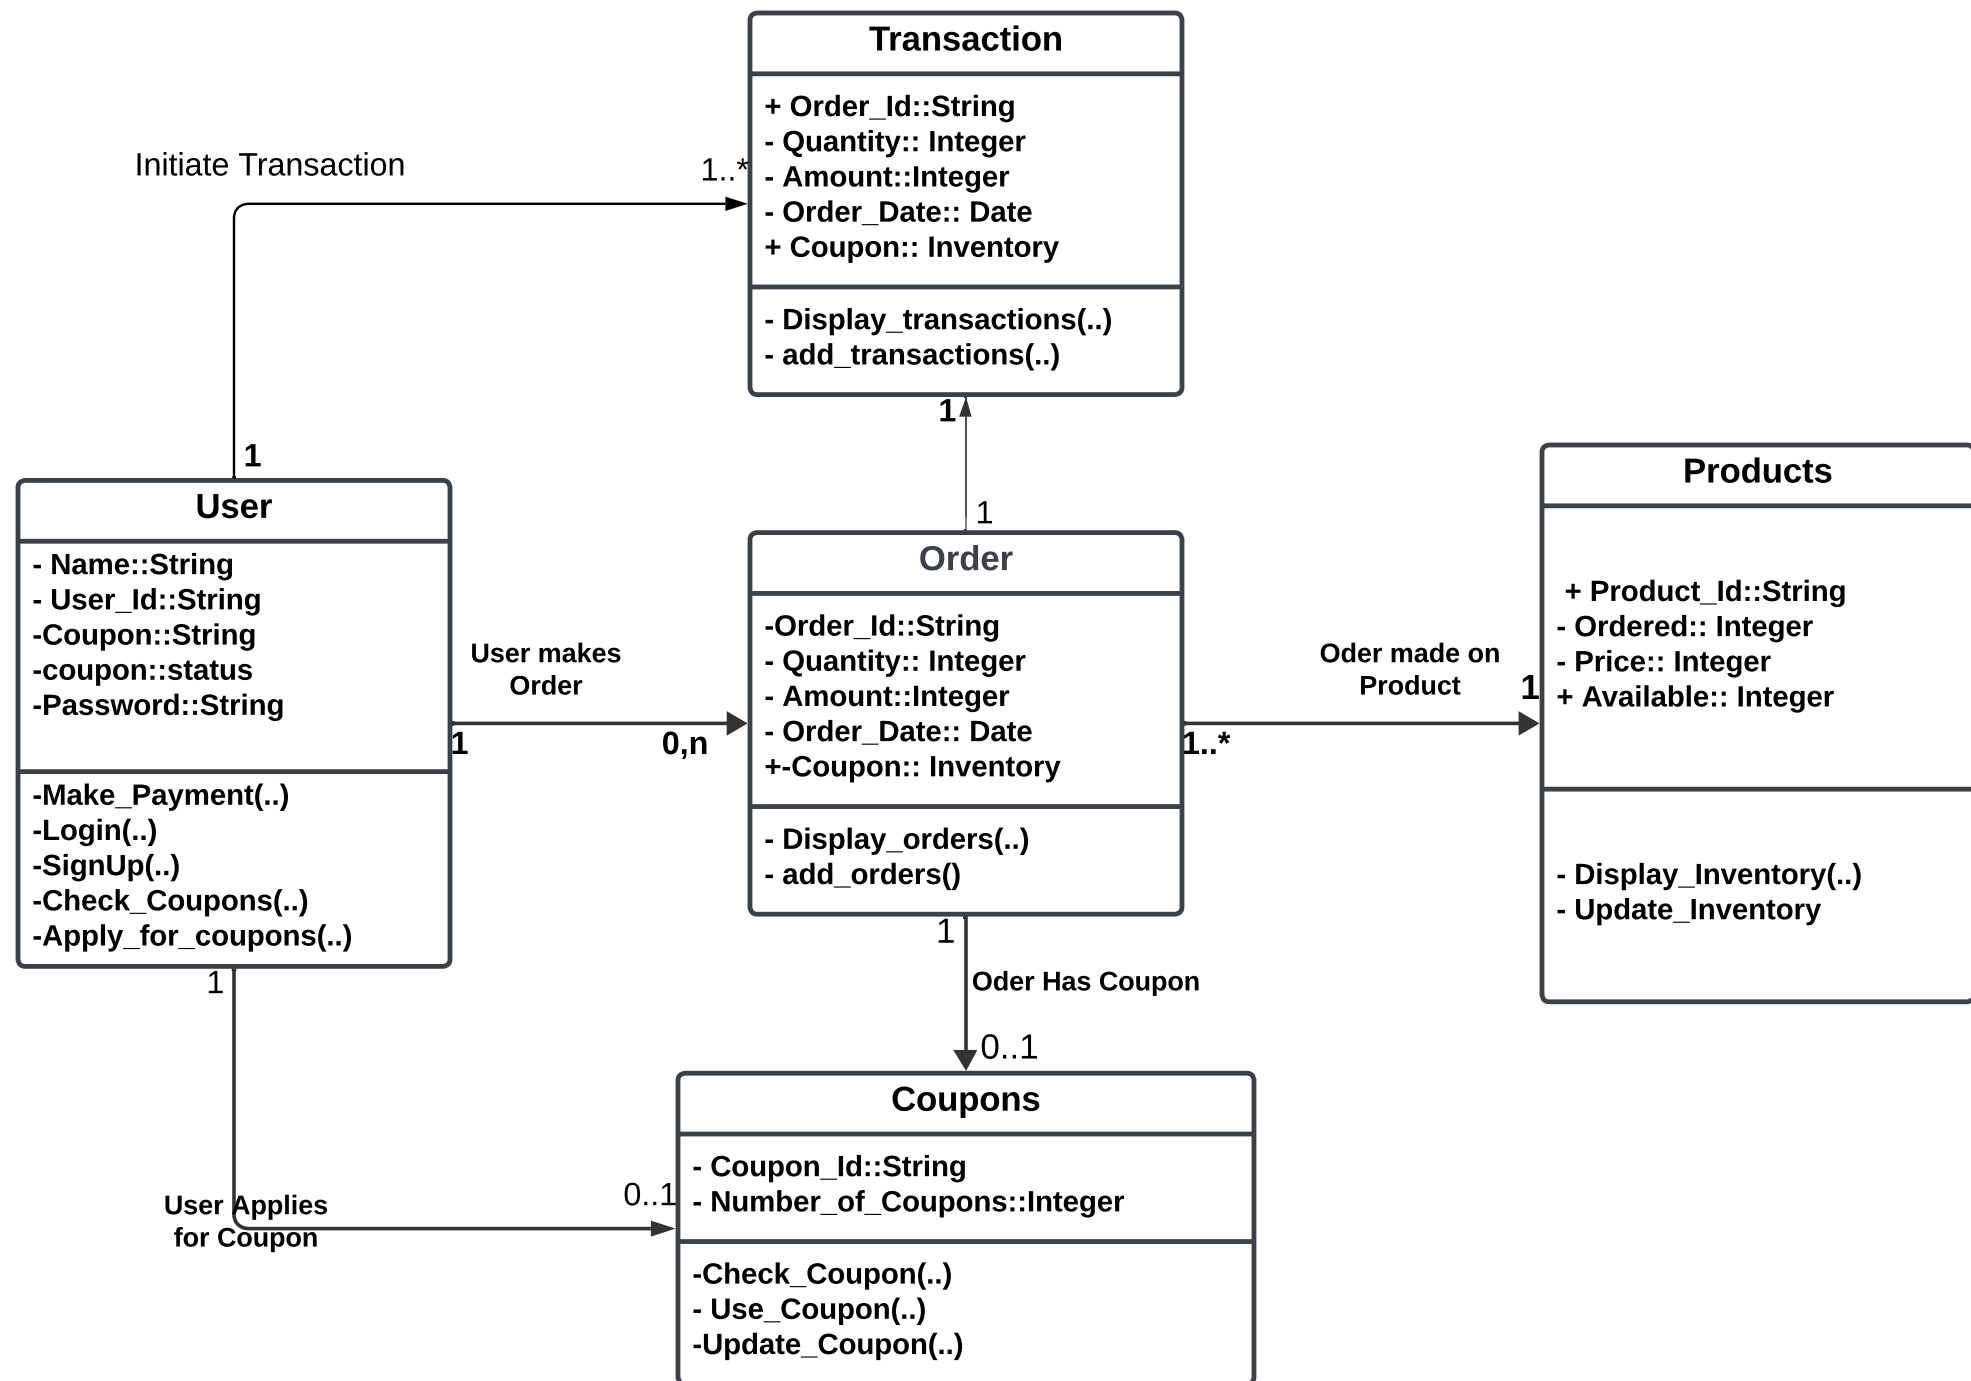 Transaction
+ Order_Id::String
- Quantity:: Integer
- Amount::Integer
- Order_Date:: Date
+ Coupon:: Inventory
- Display_transactions(..)
- add_transactions(..)
Initiate Transaction
1..*
1
1
1
User
- Name::String
- User_Id::String
-Coupon::String
-coupon::status
-Password::String
-Make_Payment(..)
-Login(..)
-SignUp(..)
-Check_Coupons(..)
-Apply_for_coupons(..)
User makes
Order
1
0,n
Order
-Order_Id::String
- Quantity:: Integer
- Amount::Integer
- Order_Date:: Date
+-Coupon:: Inventory
- Display_orders(..)
- add_orders()
Oder made on
Product
1
1..*
Products
+ Product_Id::String
- Ordered:: Integer
- Price:: Integer
+ Available:: Integer
- Display_Inventory(..)
- Update_Inventory
1
Oder Has Coupon
0..1
1
User Applies
for Coupon
0..1
Coupons
- Coupon_Id::String
- Number_of_Coupons::Integer
-Check_Coupon(..)
- Use_Coupon(..)
-Update_Coupon(..)